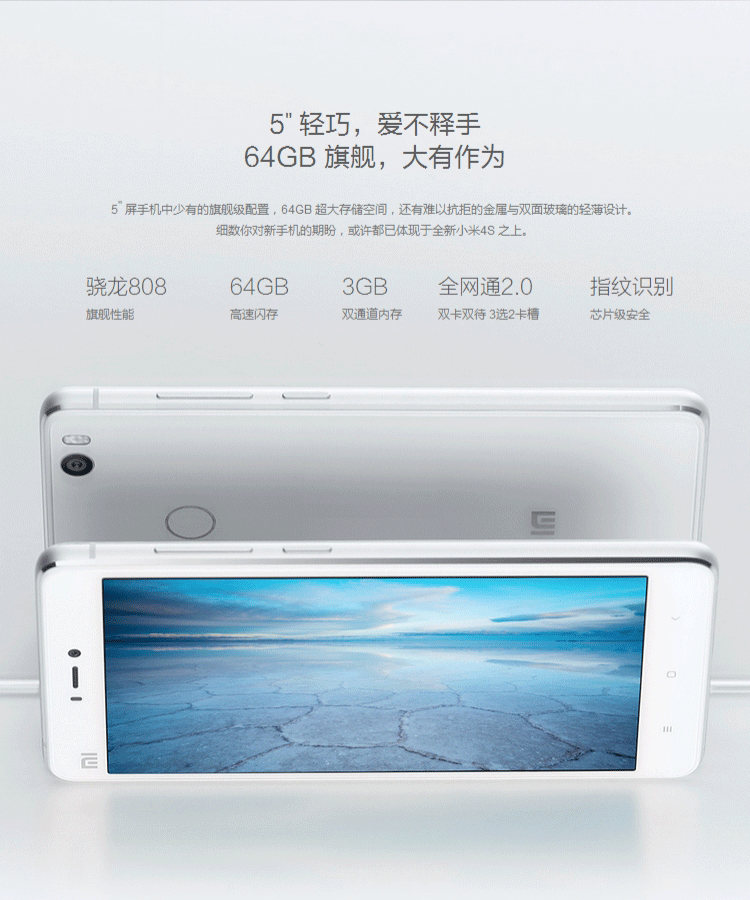 5" 轻巧，爱不释手
64GB 旗舰，大有作为
5" 屏手机中少有的旗舰级配置，64GB 超大存储空间，还有难以抗拒的金属与双面玻璃的轻薄设计。
细数你对新手机的期盼，或许都已体现于全新小米4S 之上。
骁龙808 64GB 3GB 全网通2.0 指纹识别
旗舰性能 高速闪存 双通道内存 双卡双待 3选2卡槽 芯片级安全